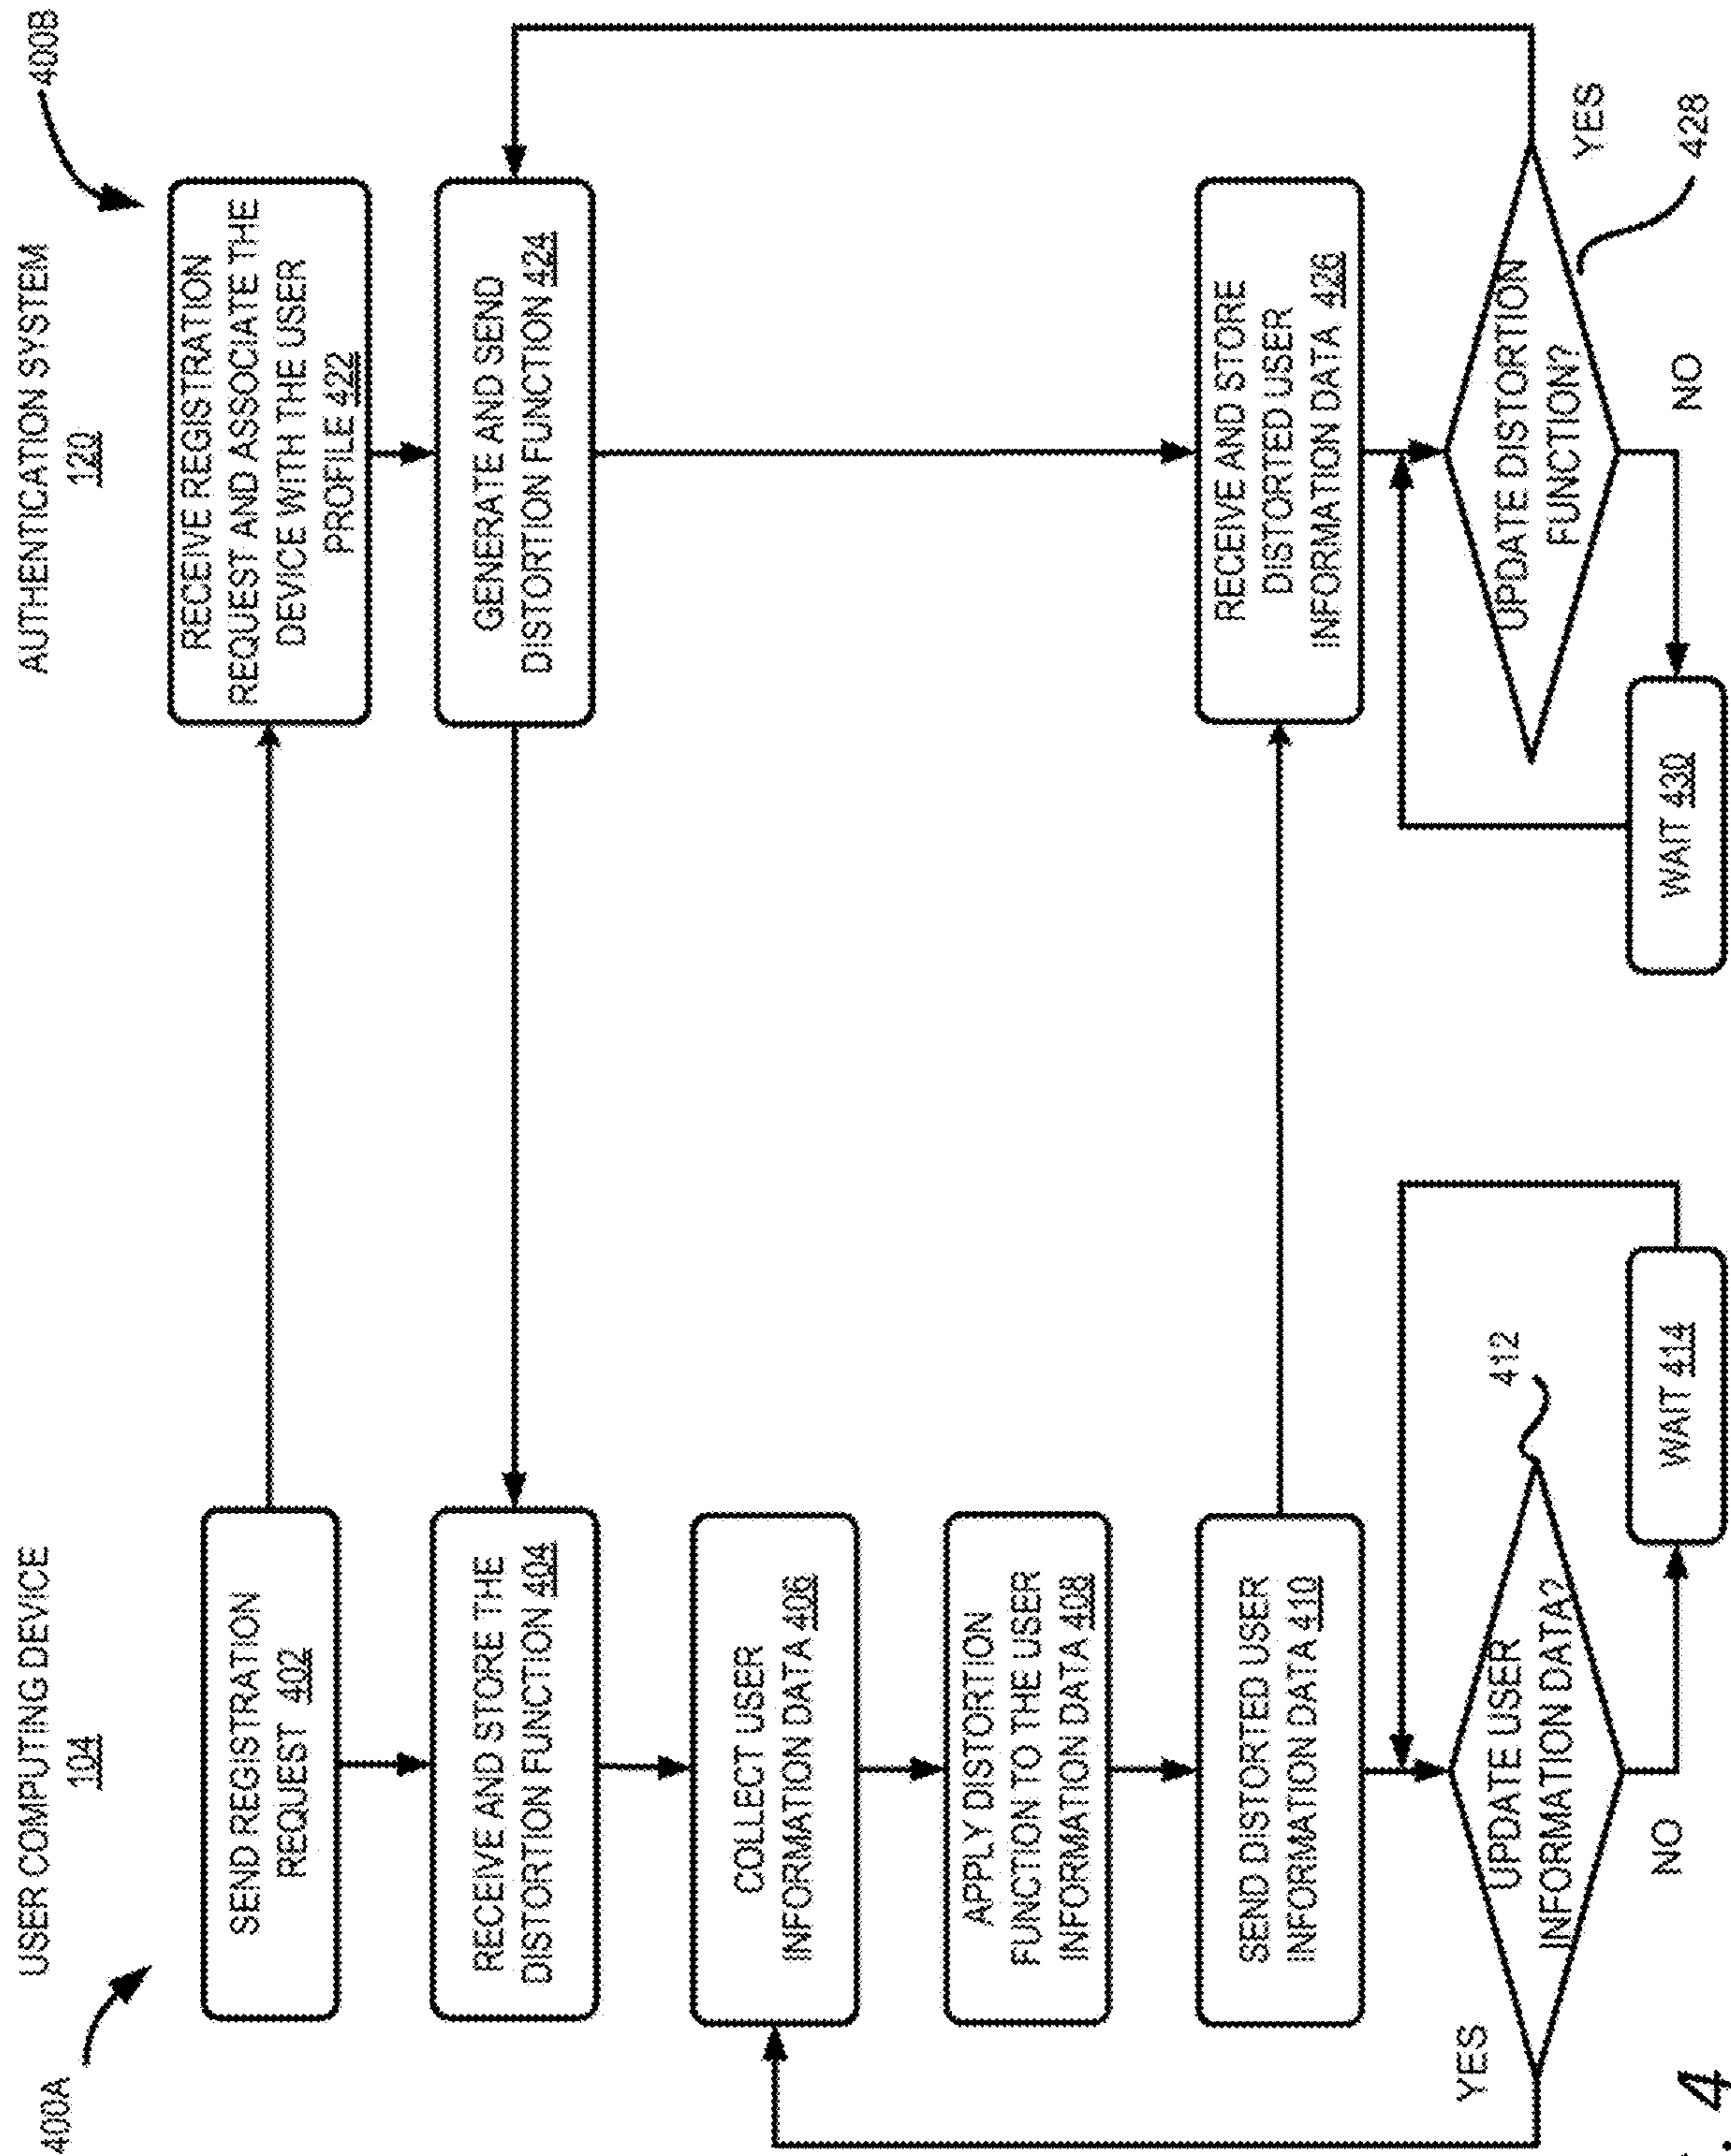 400A
USER COMPUTING DEVICE
104
SEND REGISTRATION
REQUEST 402
RECEIVE AND STORE THE
DISTORTION FUNCTION 404
COLLECT USER
INFORMATION DATA 406
APPLY DISTORTION
FUNCTION TO THE USER
INFORMATION DATA 408
SEND DISTORTED USER
INFORMATION DATA 410
UPDATE USER
INFORMATION DATA?
412
YES
NO
WAIT 414
AUTHENTICATION SYSTEM
120
400B
RECEIVE REGISTRATION
REQUEST AND ASSOCIATE THE
DEVICE WITH THE USER
PROFILE 422
GENERATE AND SEND
DISTORTION FUNCTION 424
RECEIVE AND STORE
DISTORTED USER
INFORMATION DATA 426
UPDATE DISTORTION
FUNCTION?
428
YES
NO
WAIT 430
4